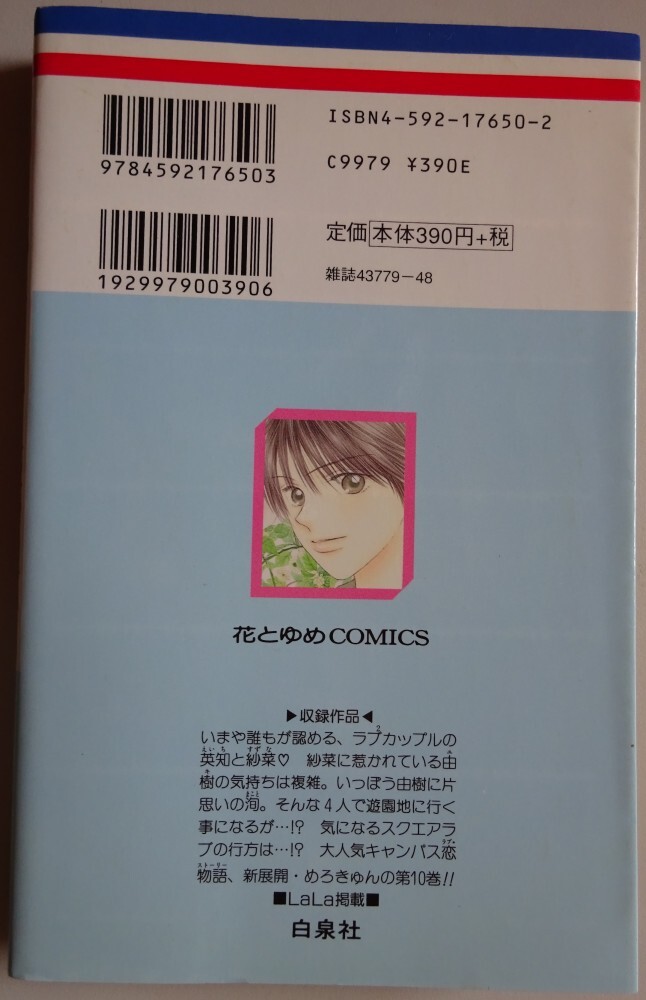 ISBN4-592-17650-2
9784592176503
C9979 ¥390E
定価 本体390円+税
1929979003906
雑誌43779-48
花とゆめCOMICS
▶収録作品◀
いまや誰もが認める、ラブカップルの
英知と紗菜♡ 紗菜に惹かれている由
樹の気持ちは複雑。いっぽう由樹に片
思いの洵。そんな4人で遊園地に行く
事になるが…!? 気になるスクエアラ
ブの行方は…!? 大人気キャンパス恋
物語、新展開・めろきゅんの第10巻!!
■LaLa掲載■
白泉社